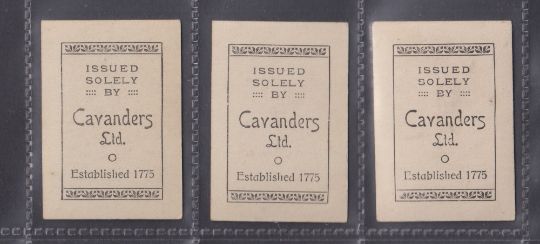 ISSUED
SOLELY
:::: BY ::::
Cavanders
Ltd.
Established 1775
ISSUED
SOLELY
:::: BY ::::
Cavanders
Ltd.
Established 1775
ISSUED
SOLELY
:::: BY ::::
Cavanders
Ltd.
Established 1775